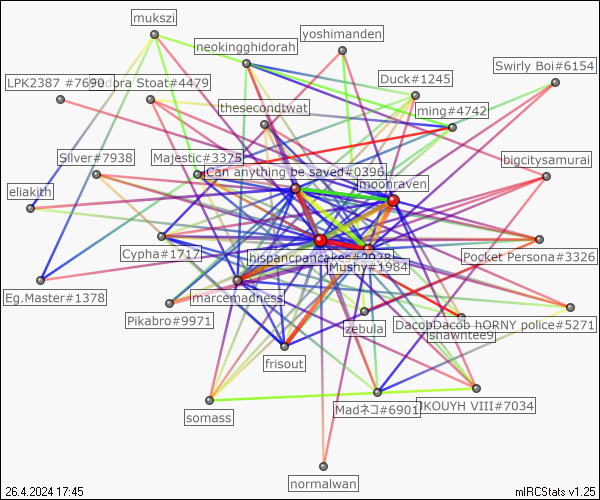 mukszi
yoshimanden
neokingghidorah
Swirly Boi#6154
LPK2387 #7690
dora Stoat#4479
Duck#1245
thesecondtwat
ming#4742
Silver#7938
Majestic#3375
bigcitysamurai
Can anything be saved#0396
moonraven
eliakith
Cypha#1717
hispancpancakes#2928
Pocket Persona#3326
Mushy#1984
Eg.Master#1378
marcemadness
Pikabro#9971
DacobDacob hORNY police#5271
zebula
shawntee9
frisout
somass
Madネコ#6901
JKOUYH VIII#7034
normalwan
26.4.2024 17:45
mIRCStats v1.25